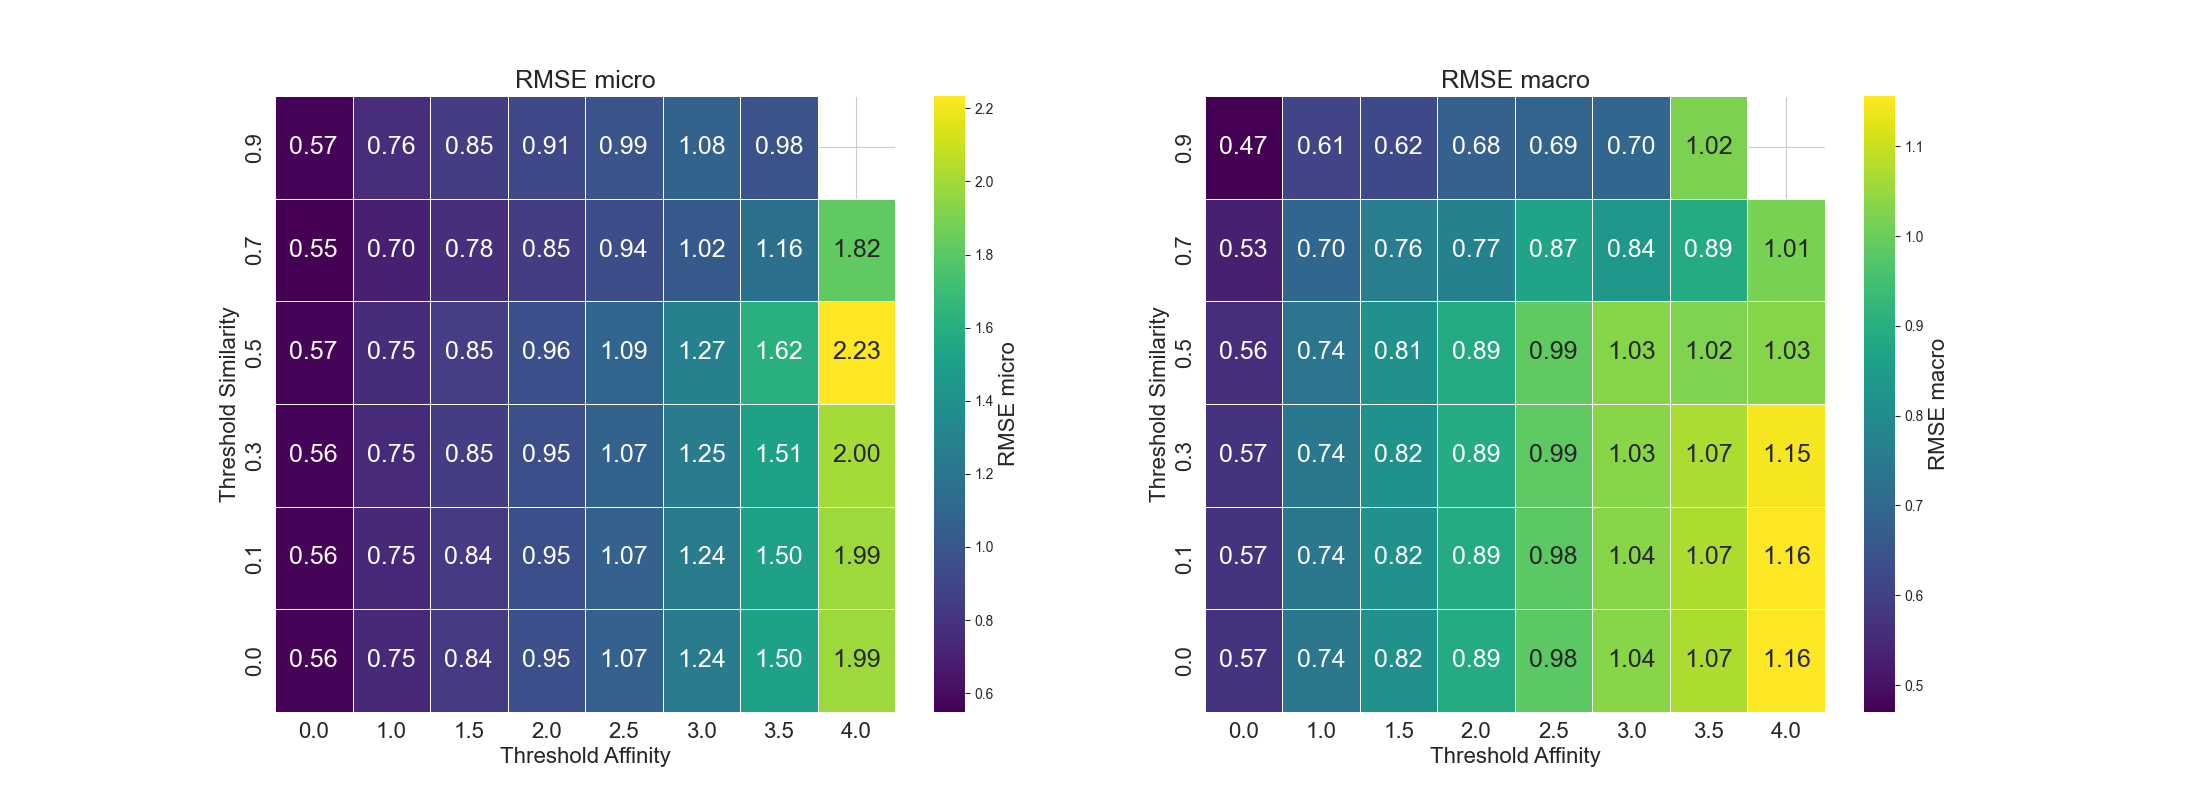 RMSE micro
Threshold Similarity
0.9 0.57 0.76 0.85 0.91 0.99 1.08 0.98
0.7 0.55 0.70 0.78 0.85 0.94 1.02 1.16 1.82
0.5 0.57 0.75 0.85 0.96 1.09 1.27 1.62 2.23
0.3 0.56 0.75 0.85 0.95 1.07 1.25 1.51 2.00
0.1 0.56 0.75 0.84 0.95 1.07 1.24 1.50 1.99
0.0 0.56 0.75 0.84 0.95 1.07 1.24 1.50 1.99
0.0 1.0 1.5 2.0 2.5 3.0 3.5 4.0
Threshold Affinity
2.2
2.0
1.8
1.6
1.4
1.2
1.0
0.8
0.6
RMSE micro
RMSE macro
Threshold Similarity
0.9 0.47 0.61 0.62 0.68 0.69 0.70 1.02
0.7 0.53 0.70 0.76 0.77 0.87 0.84 0.89 1.01
0.5 0.56 0.74 0.81 0.89 0.99 1.03 1.02 1.03
0.3 0.57 0.74 0.82 0.89 0.99 1.03 1.07 1.15
0.1 0.57 0.74 0.82 0.89 0.98 1.04 1.07 1.16
0.0 0.57 0.74 0.82 0.89 0.98 1.04 1.07 1.16
0.0 1.0 1.5 2.0 2.5 3.0 3.5 4.0
Threshold Affinity
1.1
1.0
0.9
0.8
0.7
0.6
0.5
RMSE macro